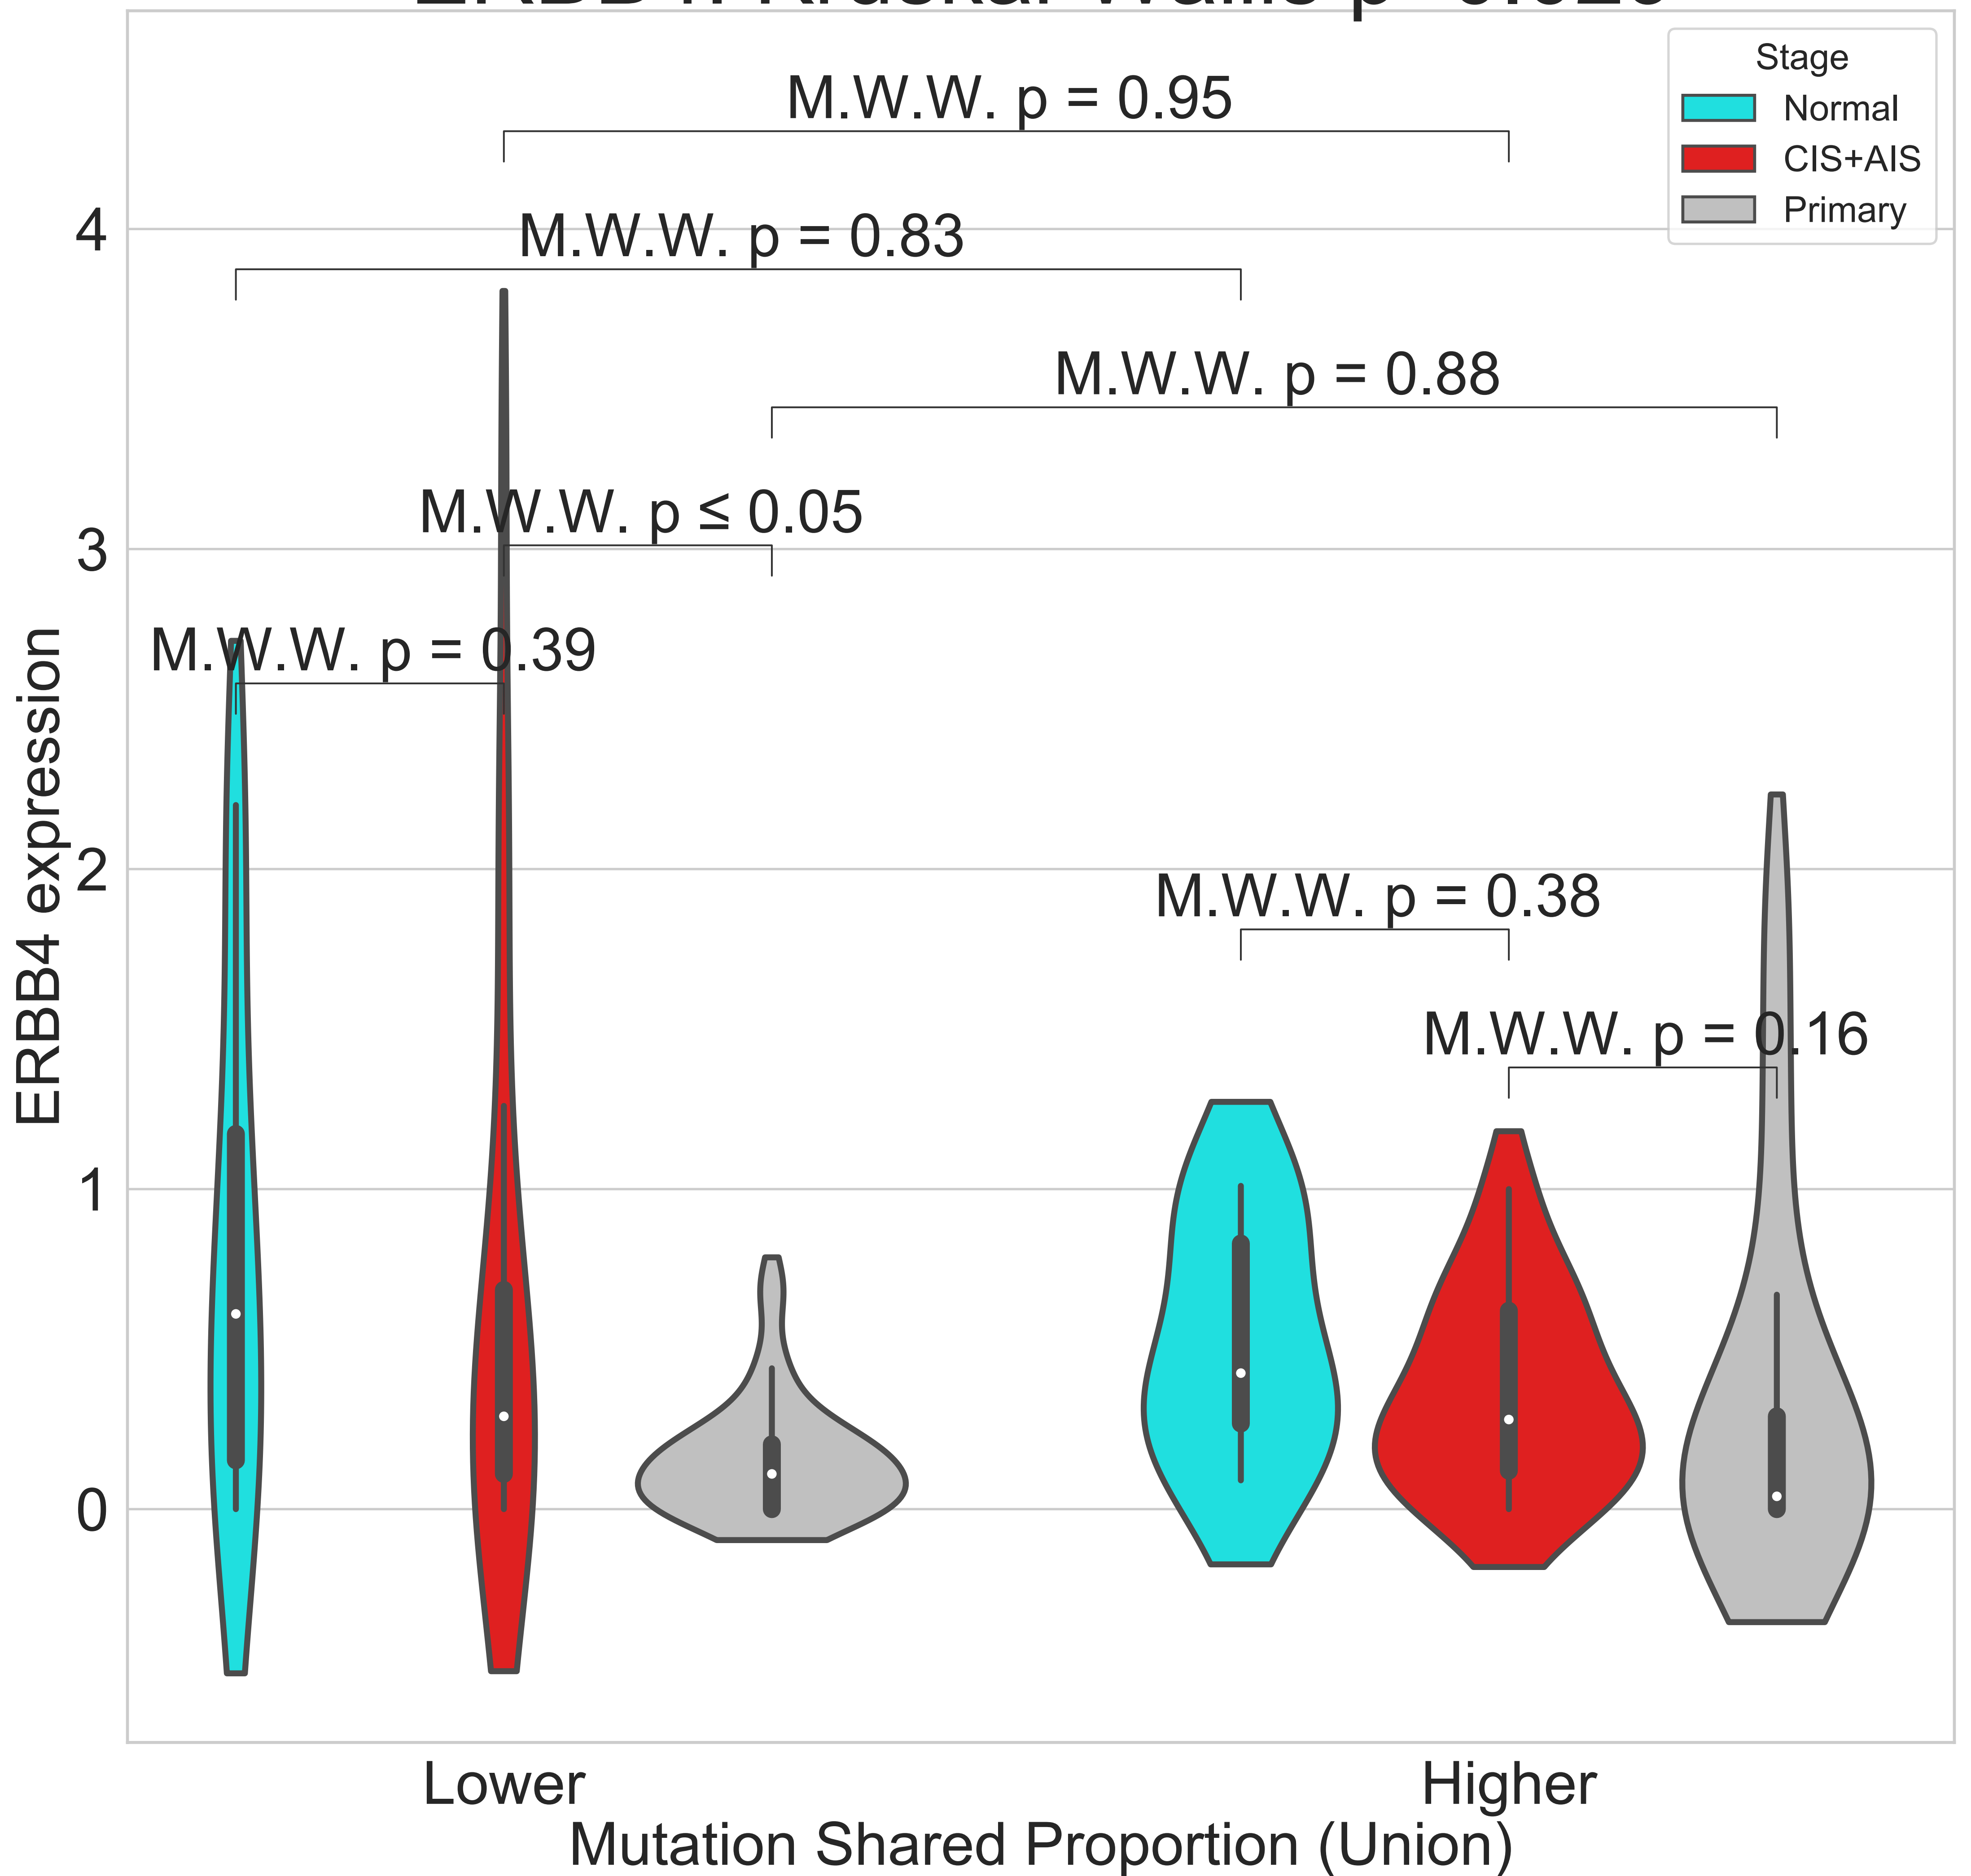 Stage
Normal
CIS+AIS
Primary
M.W.W. p = 0.95
M.W.W. p = 0.83
M.W.W. p = 0.88
M.W.W. p ≤ 0.05
M.W.W. p = 0.39
M.W.W. p = 0.38
M.W.W. p = 0.16
ERBB4 expression
4
3
2
1
0
Lower
Higher
Mutation Shared Proportion (Union)